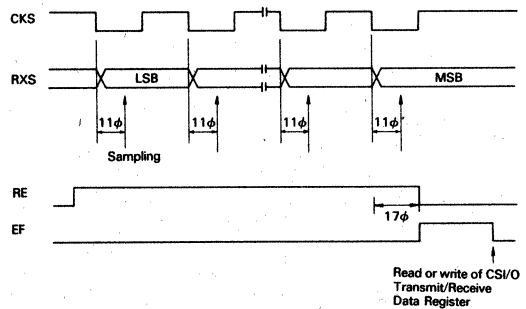 CKS
RXS
LSB
MSB
11φ
11φ
11φ
11φ
Sampling
RE
17φ
EF
Read or write of CSI/O
Transmit/Receive
Data Register